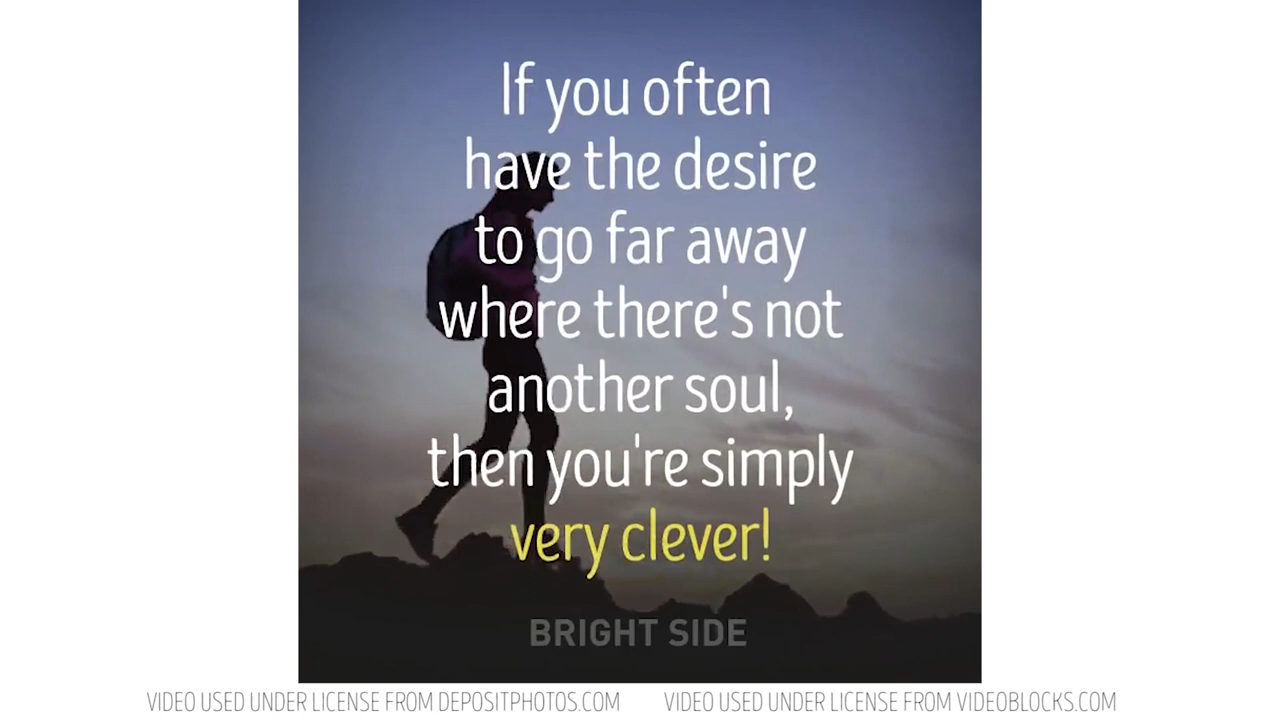 If you often
have the desire
to go far away
where there's not
another soul,
then you're simply
very clever!
BRIGHT SIDE
VIDEO USED UNDER LICENSE FROM DEPOSITPHOTOS.COM
VIDEO USED UNDER LICENSE FROM VIDEOBLOCKS.COM